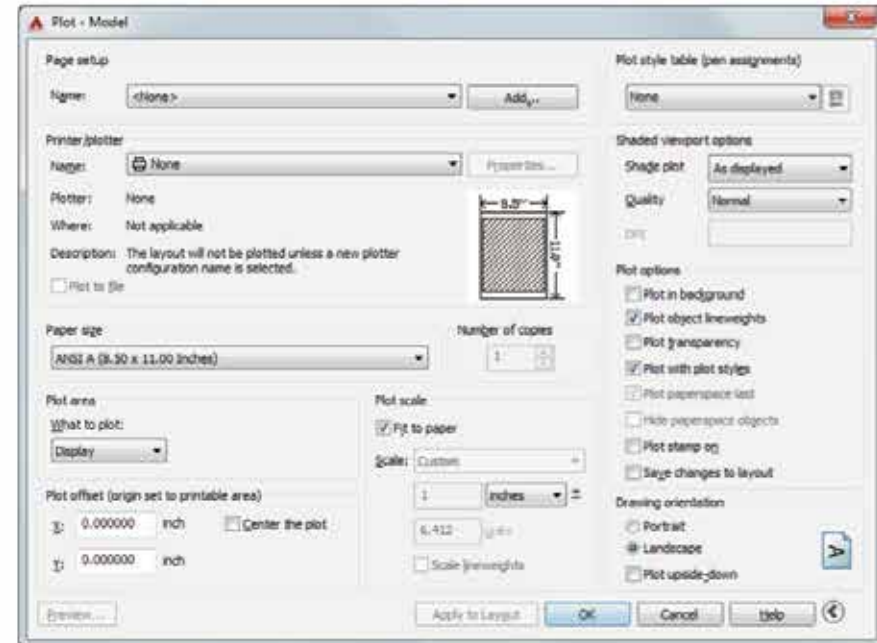 Plot - Model
Page setup
Name: <None> Add...
Printer/plotter
Name: None Properties...
Plotter: None
Where: Not applicable
Description: The layout will not be plotted unless a new plotter
configuration name is selected.
Plot to file
8.5"
11.0"
Paper size
ANSI A (8.50 x 11.00 Inches)
Number of copies
1
Plot area
What to plot:
Display
Plot offset (origin set to printable area)
X: 0.000000 inch Center the plot
Y: 0.000000 inch
Plot scale
Fit to paper
Scale: Custom
1 inches =
6.412 units
Scale lineweights
Plot style table (pen assignments)
None
Shaded viewport options
Shade plot As displayed
Quality Normal
DPI
Plot options
Plot in background
Plot object lineweights
Plot transparency
Plot with plot styles
Plot paperspace last
Hide paperspace objects
Plot stamp on
Save changes to layout
Drawing orientation
Portrait
Landscape
Plot upside-down
A
Preview... Apply to Layout OK Cancel Help